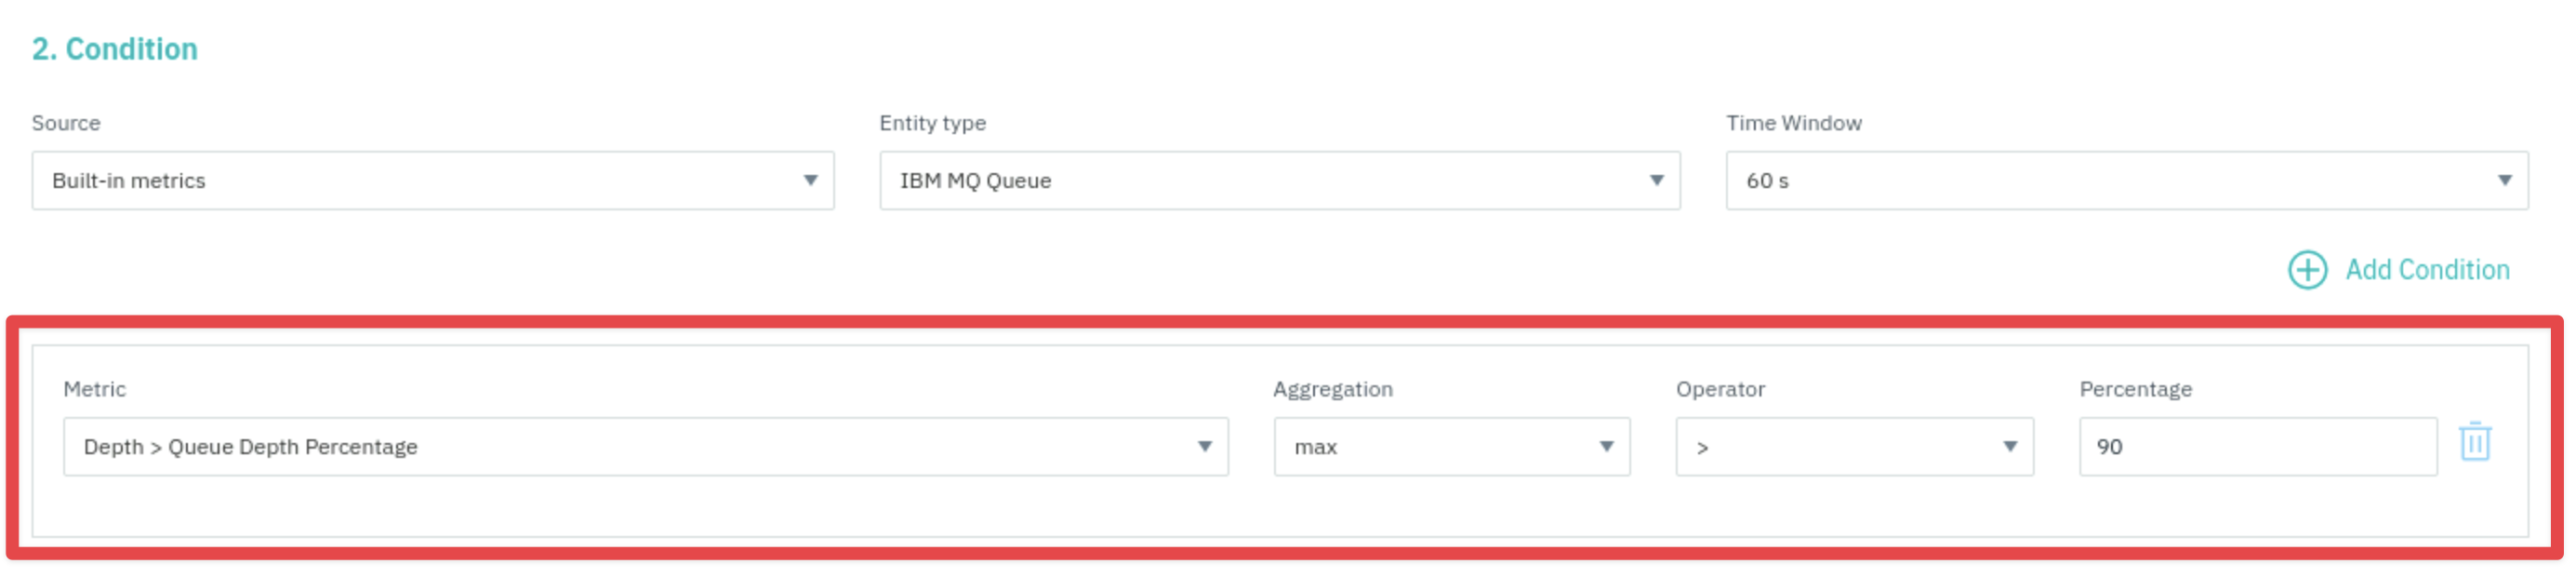 2. Condition
Source Entity type Time Window
Built-in metrics IBM MQ Queue 60 s
Add Condition
Metric Aggregation Operator Percentage
Depth > Queue Depth Percentage max > 90